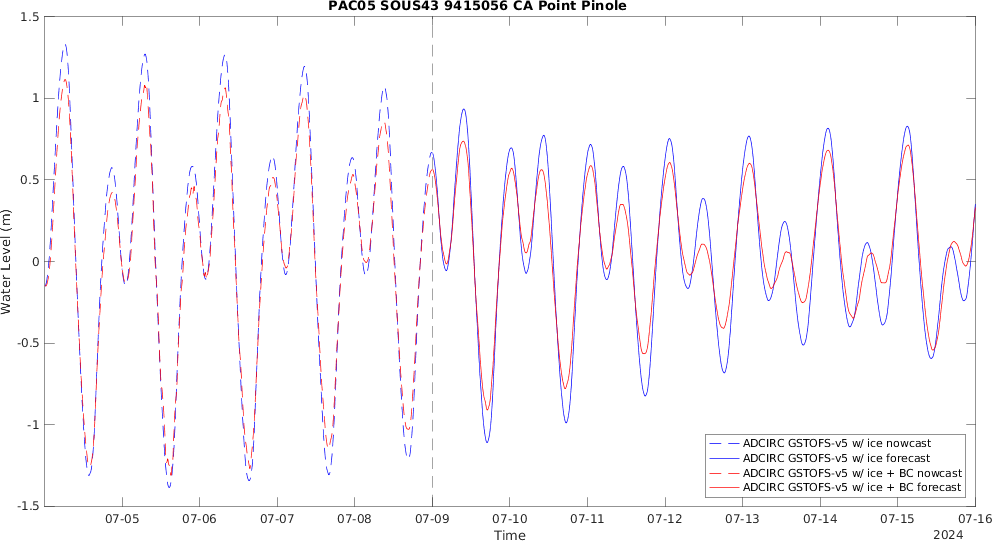 PAC05 SOUS43 9415056 CA Point Pinole
1.5
1
0.5
0
-0.5
-1
-1.5
Water Level (m)
07-05 07-06 07-07 07-08 07-09 07-10 07-11 07-12 07-13 07-14 07-15 07-16
Time
2024
ADCIRC GSTOFS-v5 w/ ice nowcast
ADCIRC GSTOFS-v5 w/ ice forecast
ADCIRC GSTOFS-v5 w/ ice + BC nowcast
ADCIRC GSTOFS-v5 w/ ice + BC forecast